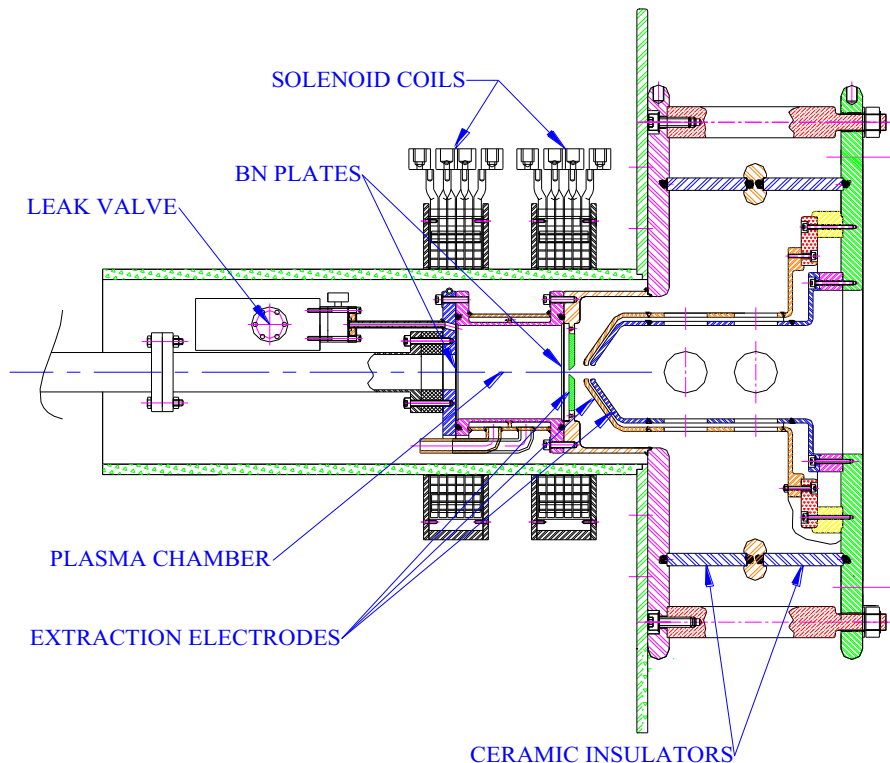 SOLENOID COILS
BN PLATES
LEAK VALVE
PLASMA CHAMBER
EXTRACTION ELECTRODES
CERAMIC INSULATORS